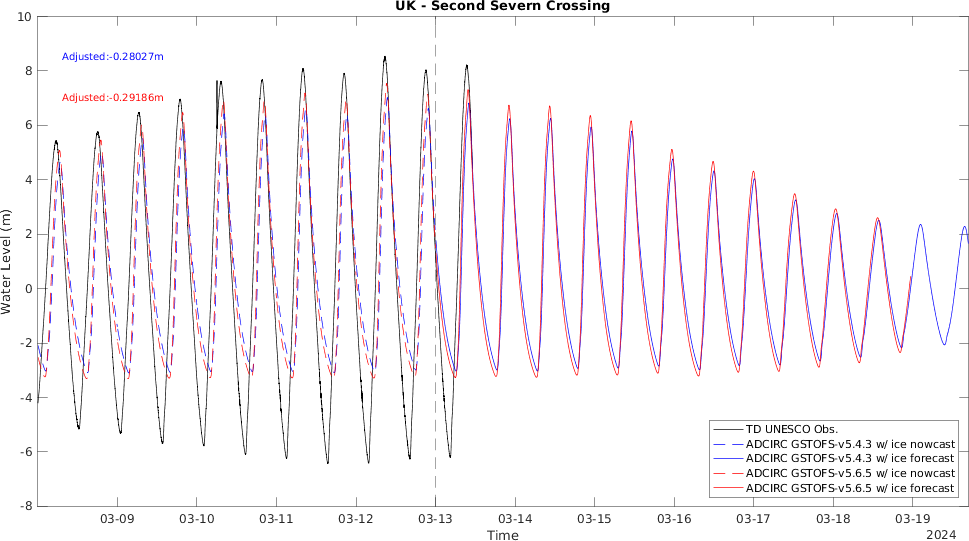 UK - Second Severn Crossing
10
8
6
4
2
0
-2
-4
-6
-8
Water Level (m)
Adjusted:-0.28027m
Adjusted:-0.29186m
TD UNESCO Obs.
ADCIRC GSTOFS-v5.4.3 w/ ice nowcast
ADCIRC GSTOFS-v5.4.3 w/ ice forecast
ADCIRC GSTOFS-v5.6.5 w/ ice nowcast
ADCIRC GSTOFS-v5.6.5 w/ ice forecast
03-09 03-10 03-11 03-12 03-13 03-14 03-15 03-16 03-17 03-18 03-19
Time
2024